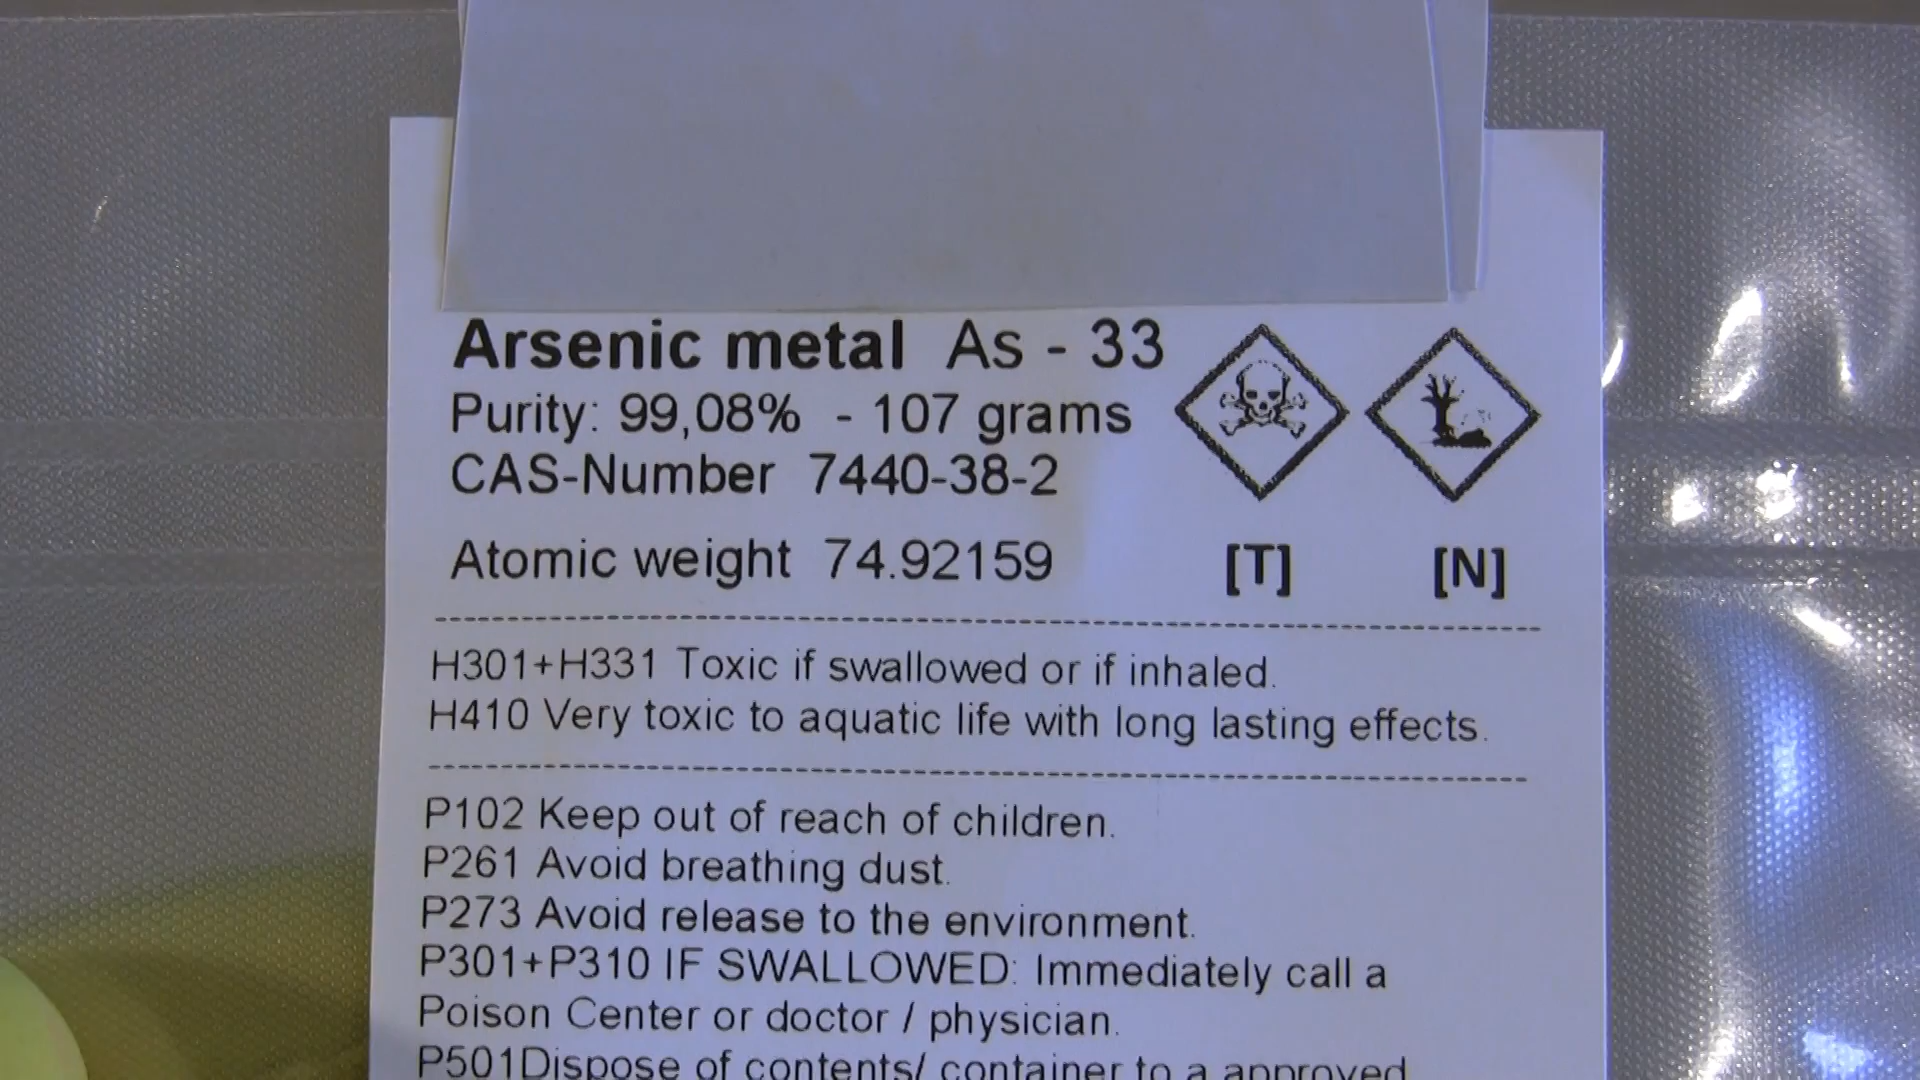 Arsenic metal As - 33
Purity: 99,08% - 107 grams
CAS-Number 7440-38-2
Atomic weight 74.92159
[T] [N]
H301+H331 Toxic if swallowed or if inhaled.
H410 Very toxic to aquatic life with long lasting effects.
P102 Keep out of reach of children.
P261 Avoid breathing dust.
P273 Avoid release to the environment.
P301+P310 IF SWALLOWED: Immediately call a
Poison Center or doctor / physician.
P501Dispose of contents/ container to a approved